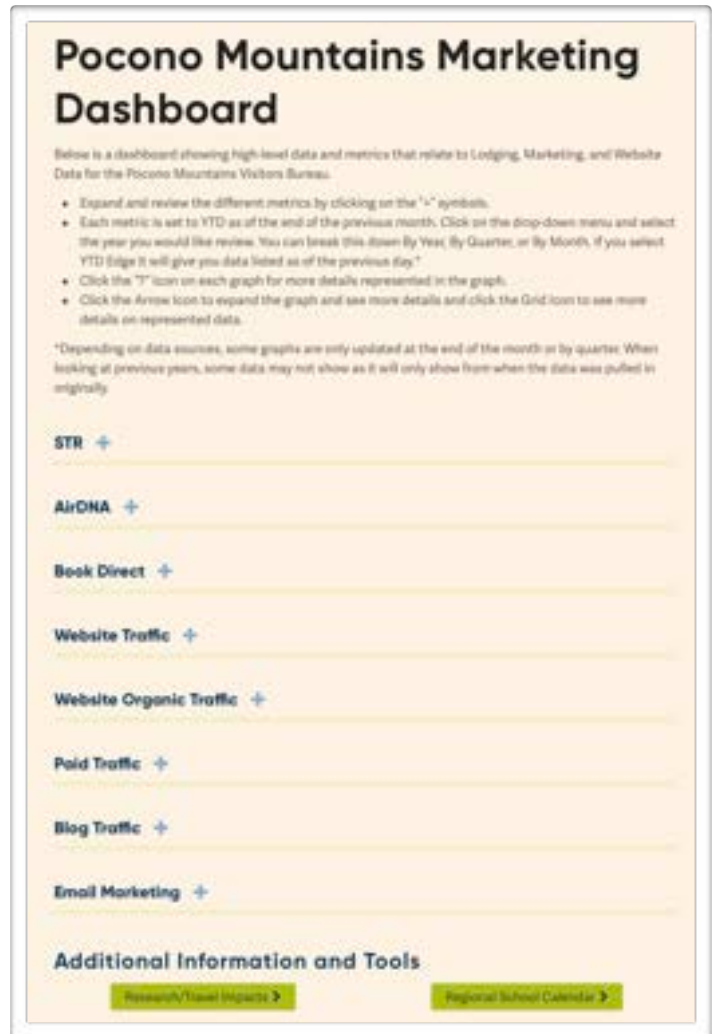 Pocono Mountains Marketing
Dashboard
Below is a dashboard showing high-level data and metrics that relate to Lodging, Marketing, and Website
Data for the Pocono Mountains Visitors Bureau.
• Expand and review the different metrics by clicking on the "+" symbols.
• Each metric is set to YTD as of the end of the previous month. Click on the drop-down menu and select
the year you would like review. You can break this down By Year, By Quarter, or By Month. If you select
YTD Edge it will give you data listed as of the previous day.*
• Click the "?" icon on each graph for more details represented in the graph.
• Click the Arrow Icon to expand the graph and see more details and click the Grid Icon to see more
details on represented data.
*Depending on data sources, some graphs are only updated at the end of the month or by quarter. When
looking at previous years, some data may not show as it will only show from when the data was pulled in
originally.
STR +
AirDNA +
Book Direct +
Website Traffic +
Website Organic Traffic +
Paid Traffic +
Blog Traffic +
Email Marketing +
Additional Information and Tools
Research/Travel Impacts >
Regional School Calendar >